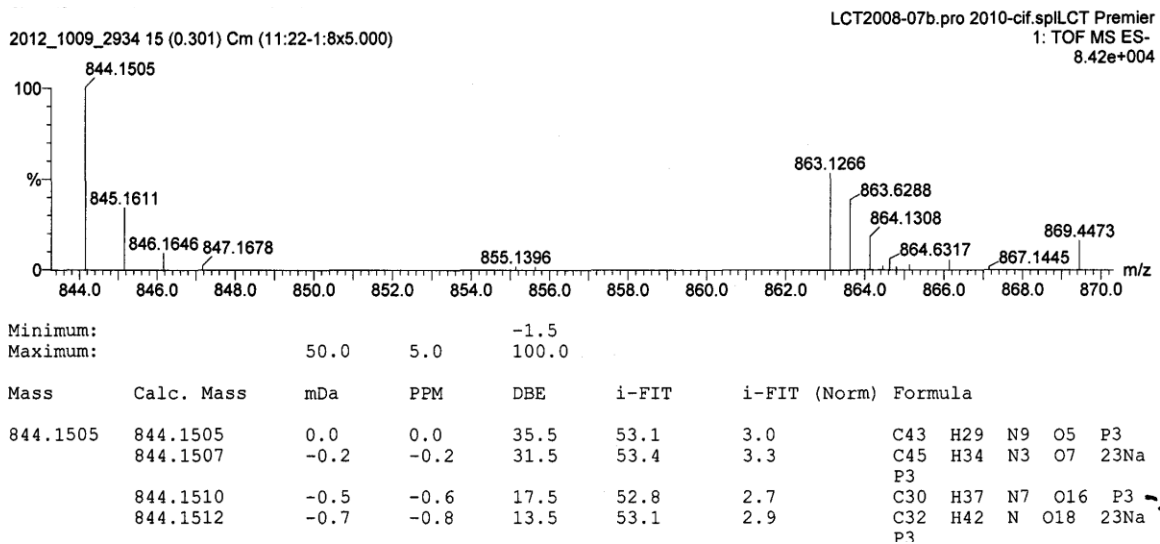 LCT2008-07b.pro 2010-cif.splLCT Premier
2012_1009_2934 15 (0.301) Cm (11:22-1:8x5.000)
1: TOF MS ES-
8.42e+004
844.1505
100
863.1266
%
845.1611
863.6288
864.1308
869.4473
846.1646 847.1678
855.1396
864.6317
867.1445
0
m/z
844.0 846.0 848.0 850.0 852.0 854.0 856.0 858.0 860.0 862.0 864.0 866.0 868.0 870.0
Minimum: -1.5
Maximum: 50.0 5.0 100.0
Mass Calc. Mass mDa PPM DBE i-FIT i-FIT (Norm) Formula
844.1505 844.1505 0.0 0.0 35.5 53.1 3.0 C43 H29 N9 O5 P3
844.1507 -0.2 -0.2 31.5 53.4 3.3 C45 H34 N3 O7 23Na
P3
844.1510 -0.5 -0.6 17.5 52.8 2.7 C30 H37 N7 O16 P3
844.1512 -0.7 -0.8 13.5 53.1 2.9 C32 H42 N O18 23Na
P3